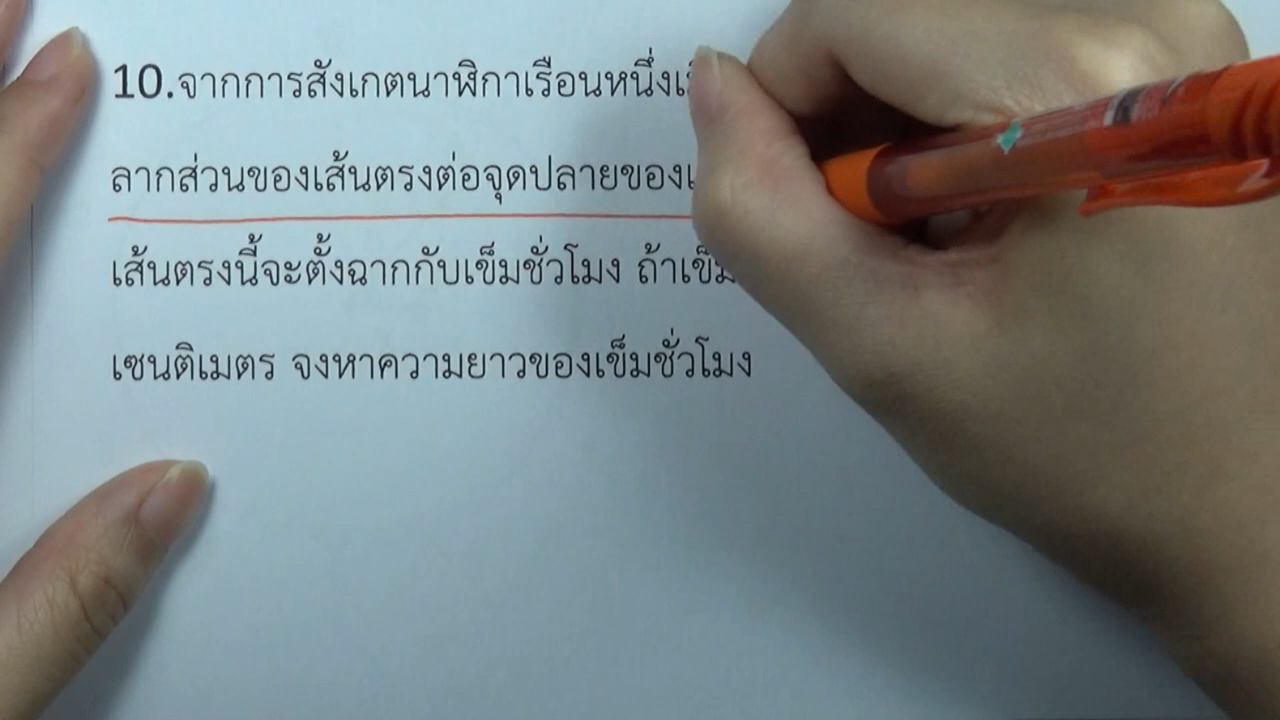 10.จากการสังเกตนาฬิกาเรือนหนึ่ง
ลากส่วนของเส้นตรงต่อจุดปลายของ
เส้นตรงนี้จะตั้งฉากกับเข็มชั่วโมง ถ้าเข็ม
เซนติเมตร จงหาความยาวของเข็มชั่วโมง